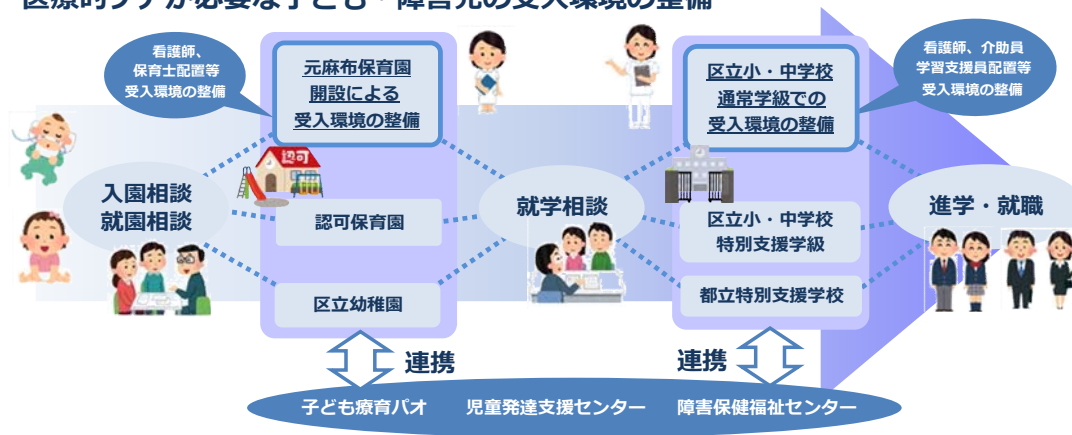 医療的ケアが必要な子ども・障害児の受入環境の整備
看護師、
保育士配置等
受入環境の整備
元麻布保育園
開設による
受入環境の整備
区立小・中学校
通常学級での
受入環境の整備
看護師、介助員
学習支援員配置等
受入環境の整備
認可
入園相談
就園相談
認可保育園
就学相談
区立小・中学校
特別支援学級
進学・就職
区立幼稚園
都立特別支援学校
連携
連携
子ども療育パオ
児童発達支援センター
障害保健福祉センター